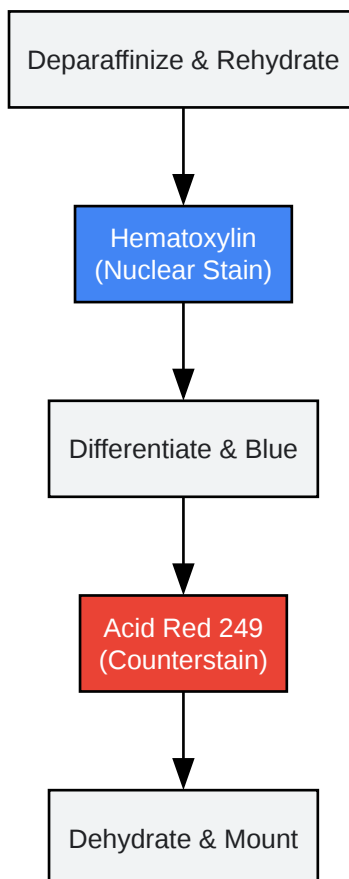 Deparaffinize & Rehydrate
Hematoxylin
(Nuclear Stain)
Differentiate & Blue
Acid Red 249
(Counterstain)
Dehydrate & Mount